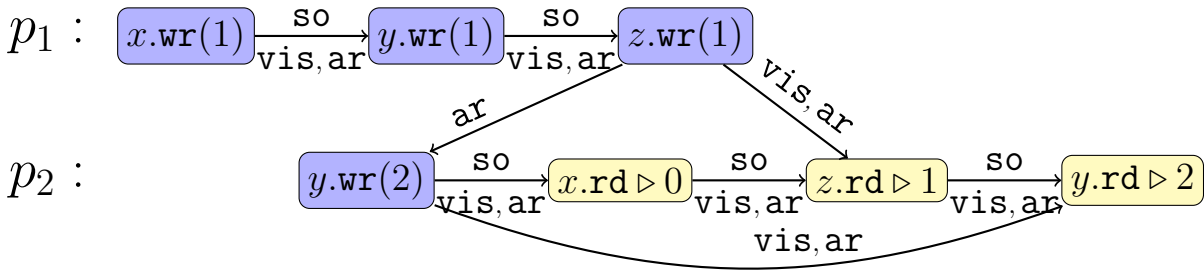 p₁ : x.wr(1) so y.wr(1) so z.wr(1)
vis,ar vis,ar
ar vis,ar
p₂ : y.wr(2) so x.rd ▷ 0 so z.rd ▷ 1 so y.rd ▷ 2
vis,ar vis,ar vis,ar
vis,ar